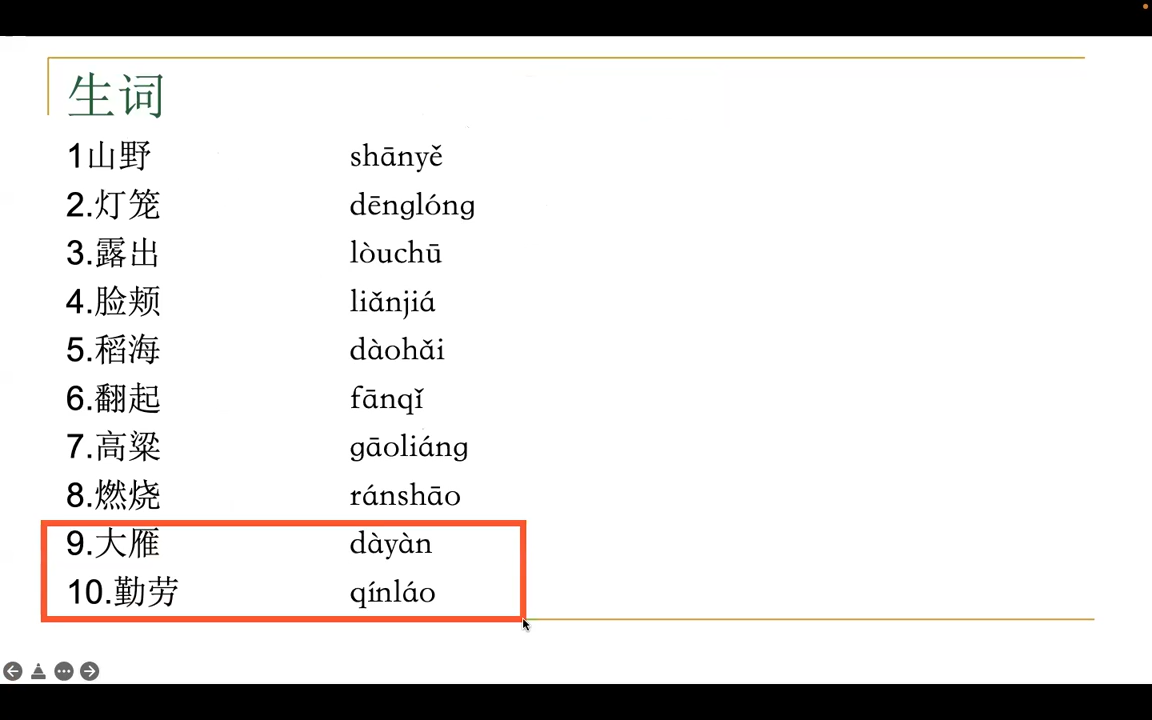 生词
1山野 shānyě
2.灯笼 dēnglóng
3.露出 lòuchū
4.脸颊 liǎnjiá
5.稻海 dàohǎi
6.翻起 fānqǐ
7.高粱 gāoliáng
8.燃烧 ránshāo
9.大雁 dàyàn
10.勤劳 qínláo